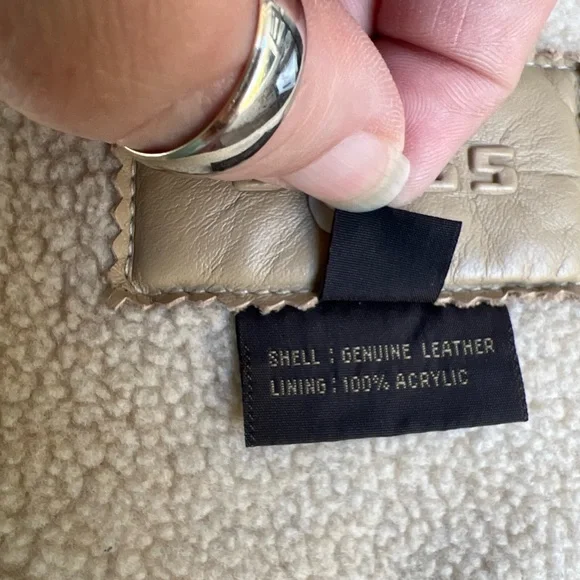 SHELL : GENUINE LEATHER
LINING : 100% ACRYLIC